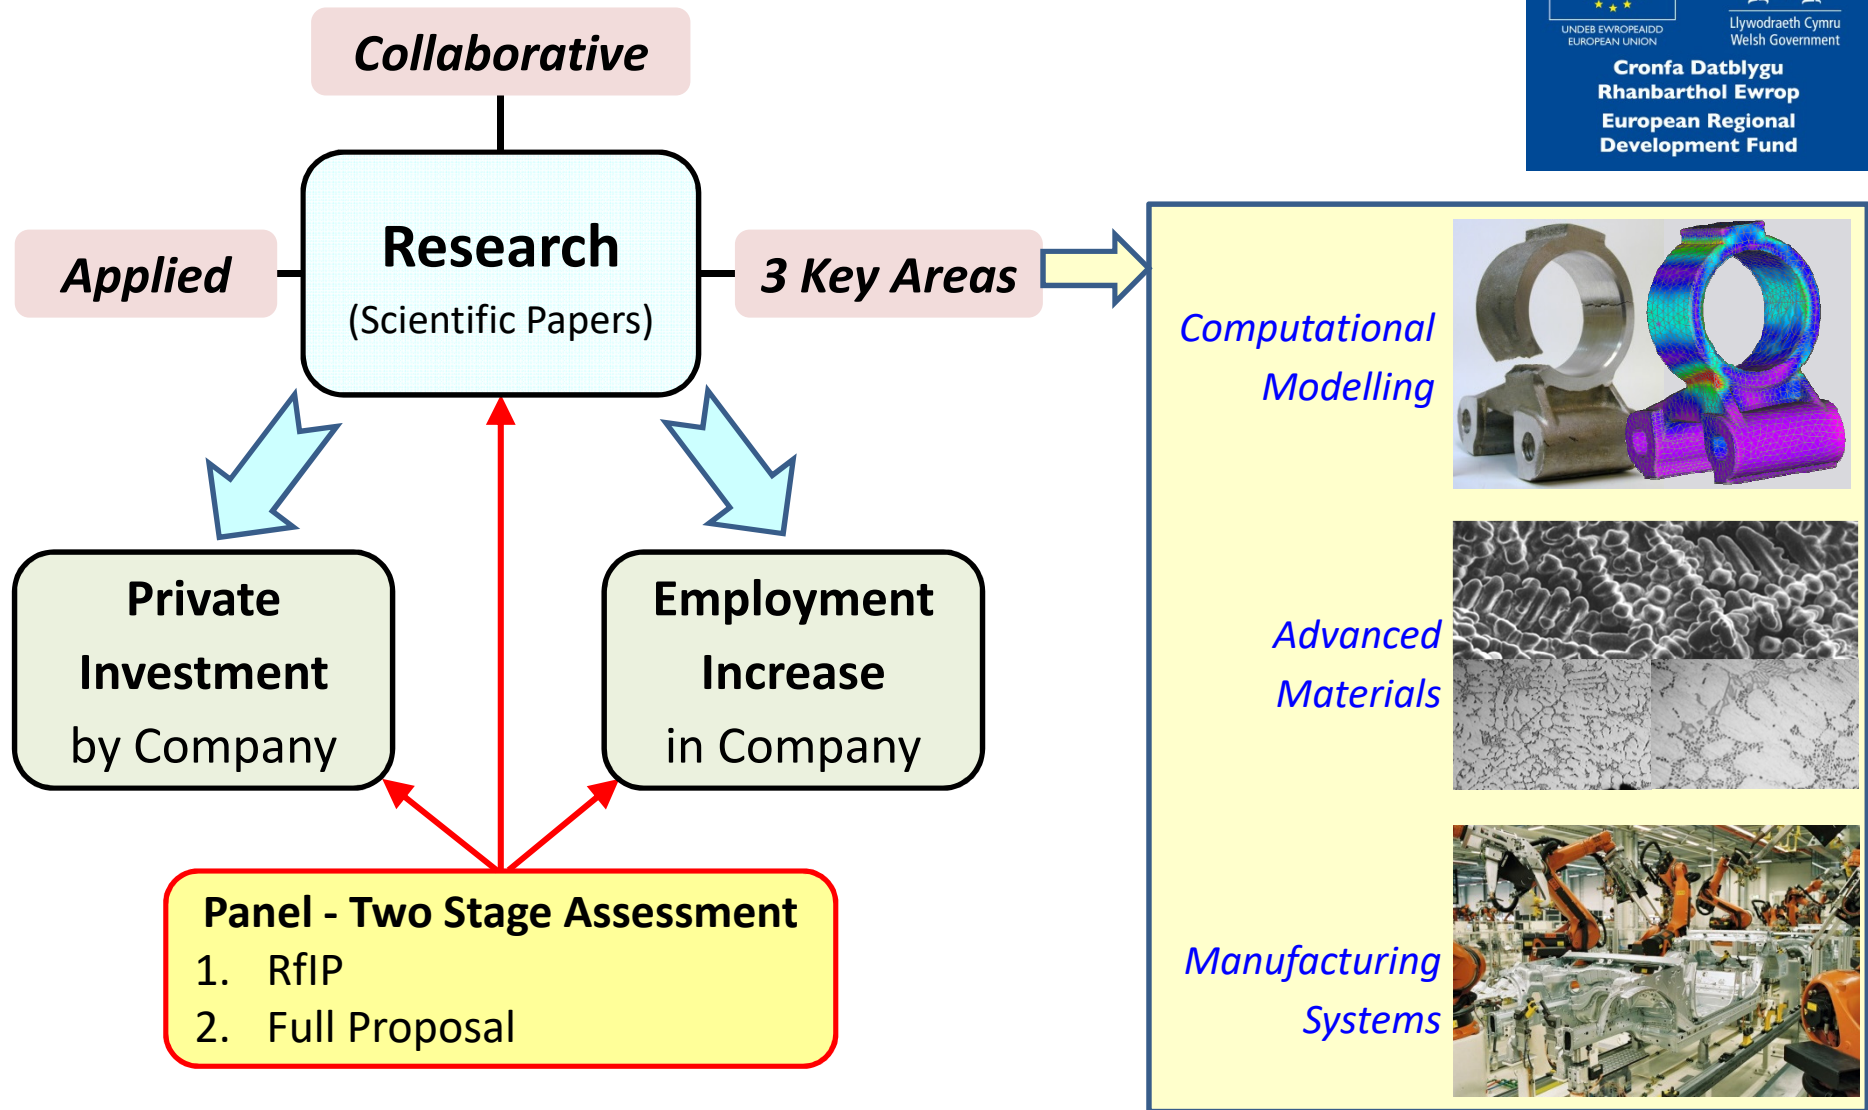 Collaborative
UNDEB EWROPEAIDD
EUROPEAN UNION
Llywodraeth Cymru
Welsh Government
Cronfa Datblygu
Rhanbarthol Ewrop
European Regional
Development Fund
Applied
Research
(Scientific Papers)
3 Key Areas
Computational
Modelling
Private
Investment
by Company
Employment
Increase
in Company
Advanced
Materials
Panel - Two Stage Assessment
1. RfIP
2. Full Proposal
Manufacturing
Systems